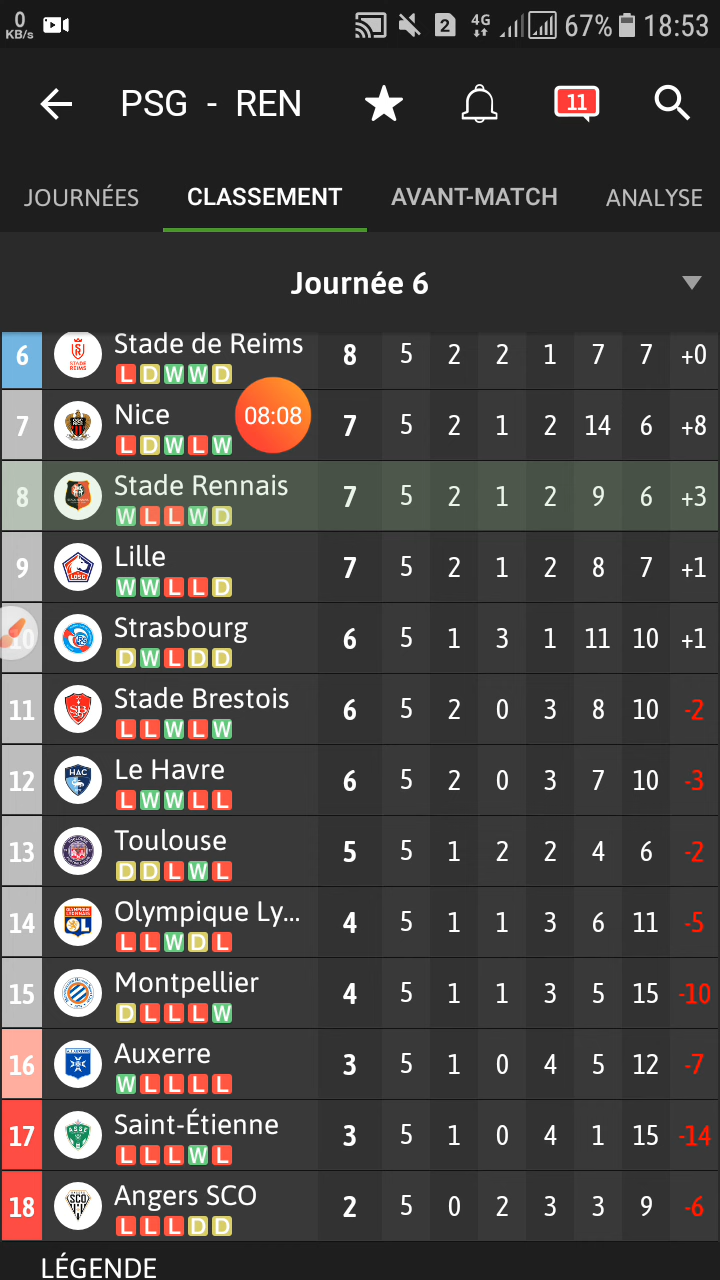 0 KB/s 2 4G 67% 18:53
PSG - REN 11
JOURNÉES CLASSEMENT AVANT-MATCH ANALYSE
Journée 6
6 Stade de Reims 8 5 2 2 1 7 7 +0
L D W W D
08:08
7 Nice 7 5 2 1 2 14 6 +8
L D W L W
8 Stade Rennais 7 5 2 1 2 9 6 +3
W L L W D
9 Lille 7 5 2 1 2 8 7 +1
W W L L D
10 Strasbourg 6 5 1 3 1 11 10 +1
D W L D D
11 Stade Brestois 6 5 2 0 3 8 10 -2
L L W L W
12 Le Havre 6 5 2 0 3 7 10 -3
L W W L L
13 Toulouse 5 5 1 2 2 4 6 -2
D D L W L
14 Olympique Ly... 4 5 1 1 3 6 11 -5
L L W D L
15 Montpellier 4 5 1 1 3 5 15 -10
D L L L W
16 Auxerre 3 5 1 0 4 5 12 -7
W L L L L
17 Saint-Étienne 3 5 1 0 4 1 15 -14
L L L W L
18 Angers SCO 2 5 0 2 3 3 9 -6
L L L D D
LÉGENDE